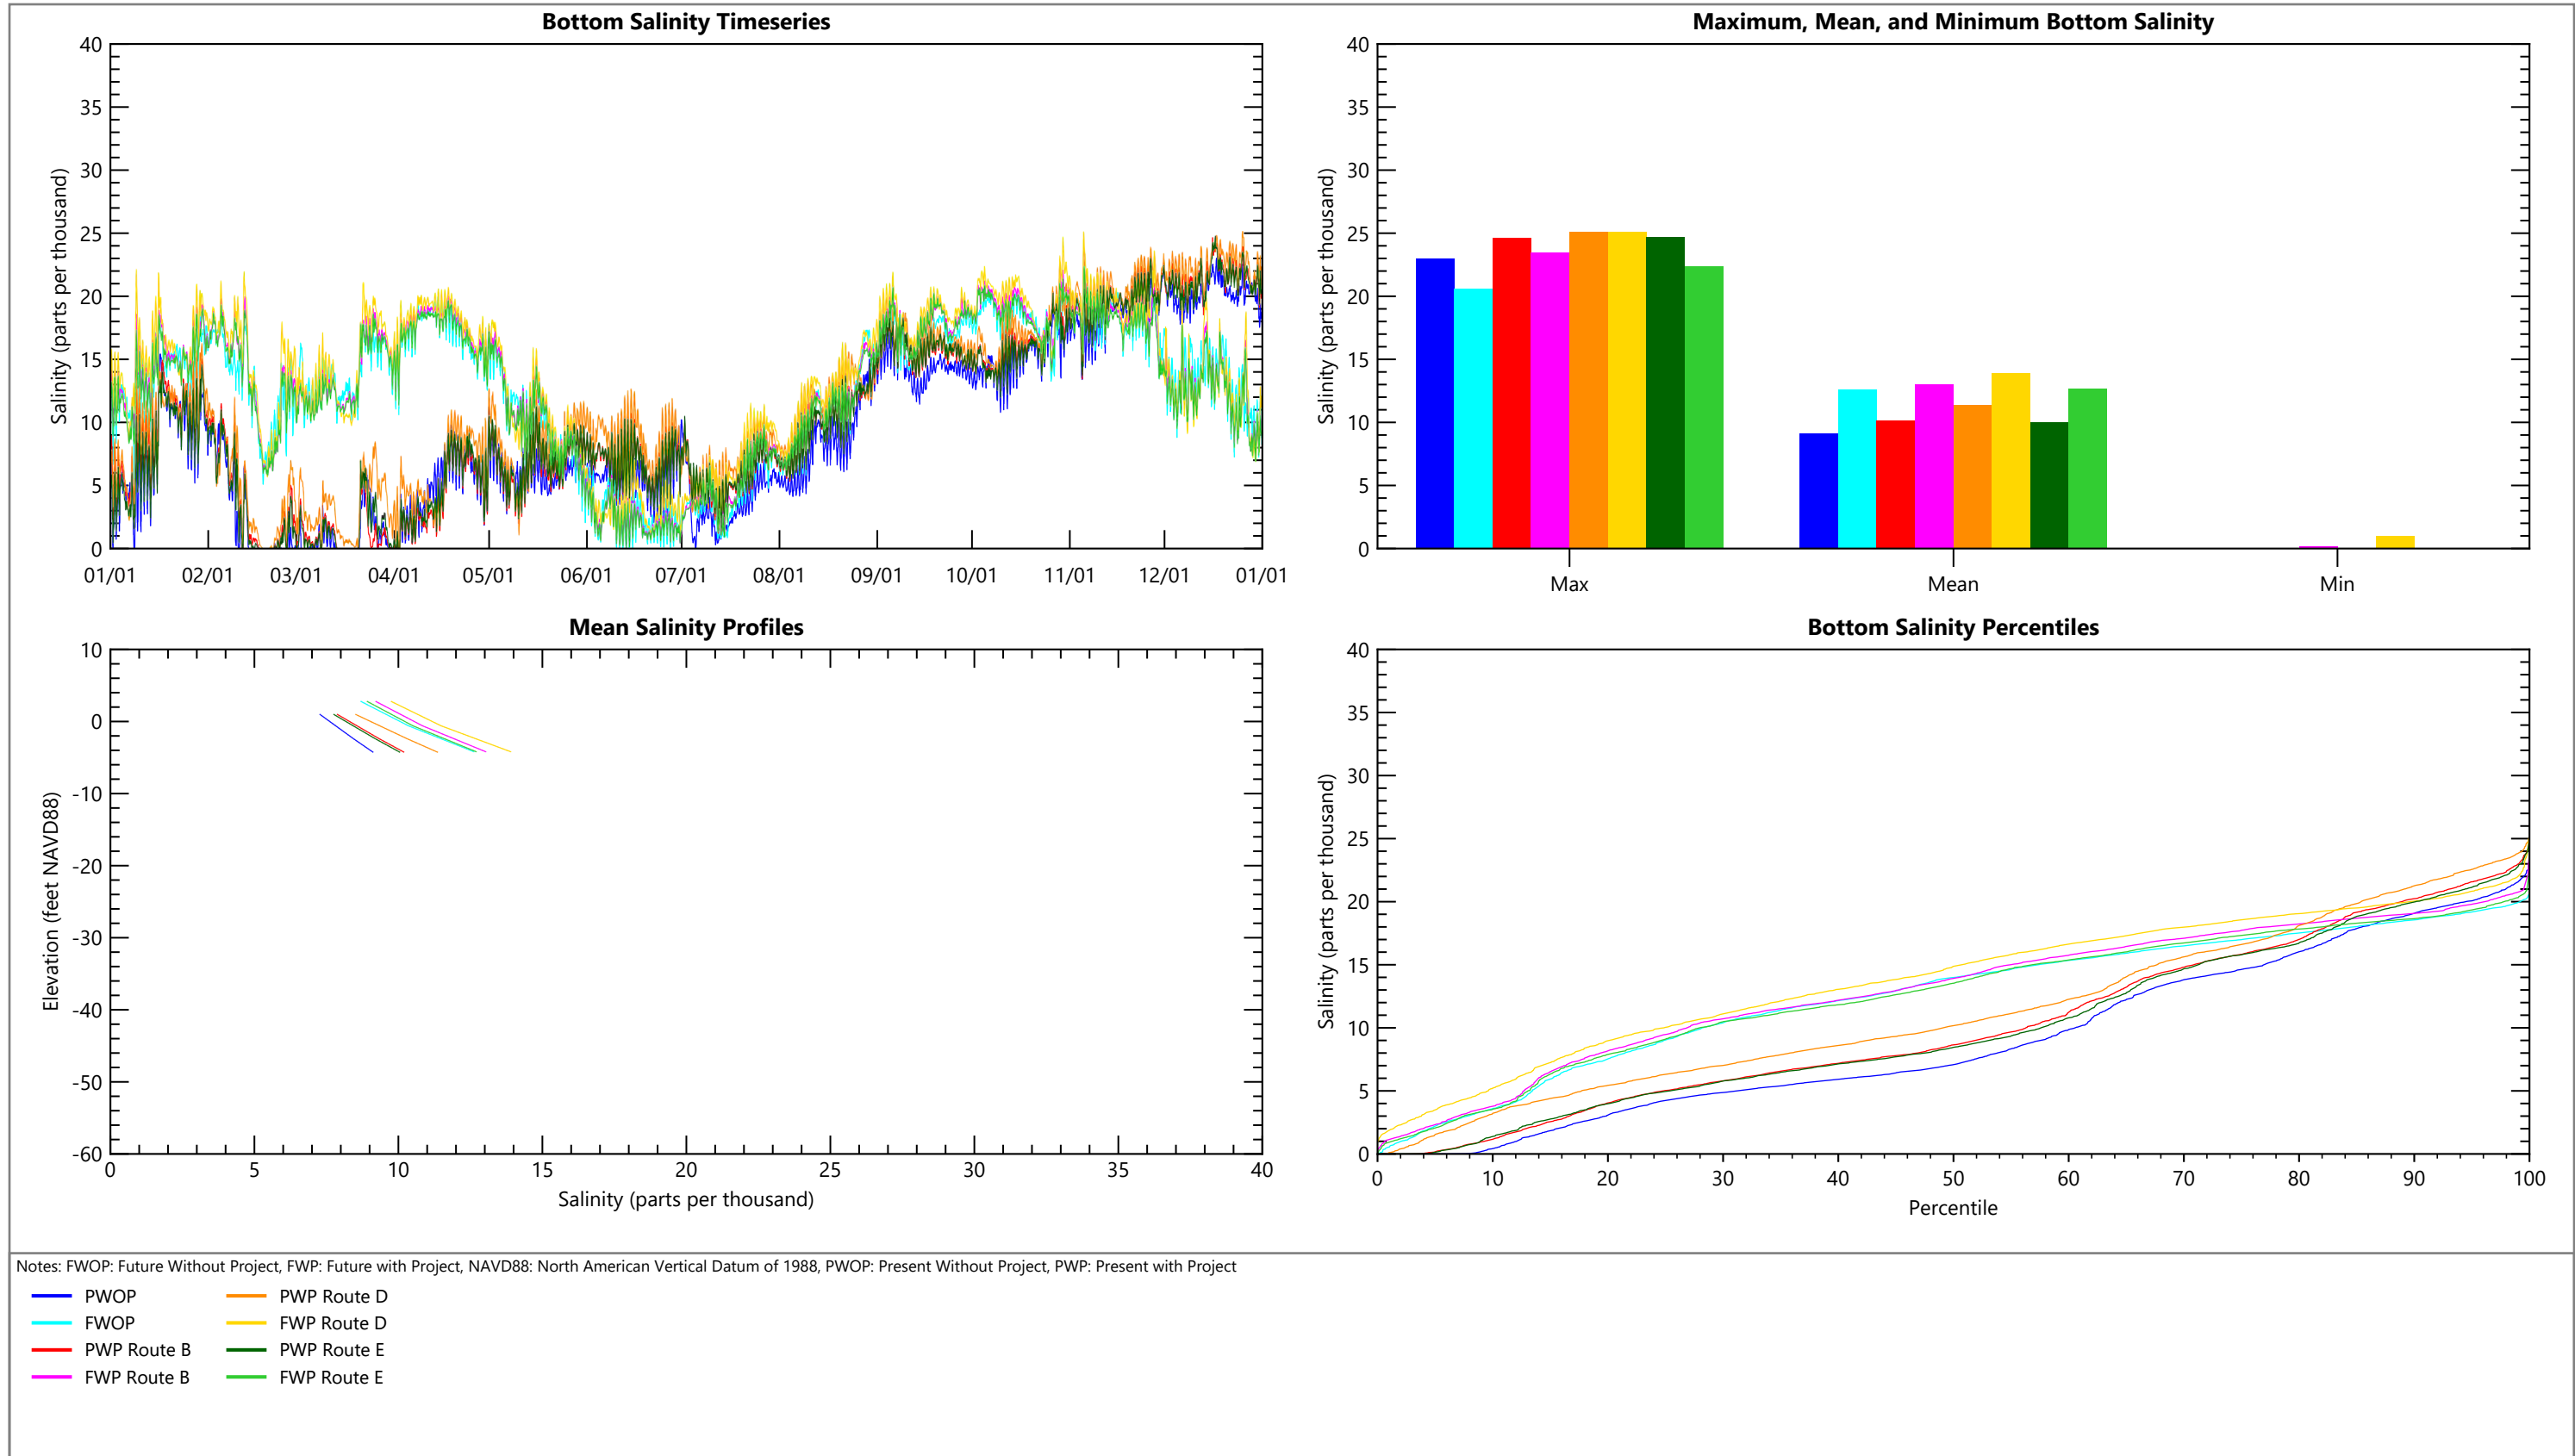 Bottom Salinity Timeseries
40
35
30
25
20
15
10
5
0
Salinity (parts per thousand)
01/01 02/01 03/01 04/01 05/01 06/01 07/01 08/01 09/01 10/01 11/01 12/01 01/01
Maximum, Mean, and Minimum Bottom Salinity
40
35
30
25
20
15
10
5
0
Salinity (parts per thousand)
Max Mean Min
Mean Salinity Profiles
10
0
-10
-20
-30
-40
-50
-60
Elevation (feet NAVD88)
0 5 10 15 20 25 30 35 40
Salinity (parts per thousand)
Bottom Salinity Percentiles
40
35
30
25
20
15
10
5
0
Salinity (parts per thousand)
0 10 20 30 40 50 60 70 80 90 100
Percentile
Notes: FWOP: Future Without Project, FWP: Future with Project, NAVD88: North American Vertical Datum of 1988, PWOP: Present Without Project, PWP: Present with Project
PWOP
FWOP
PWP Route B
FWP Route B
PWP Route D
FWP Route D
PWP Route E
FWP Route E